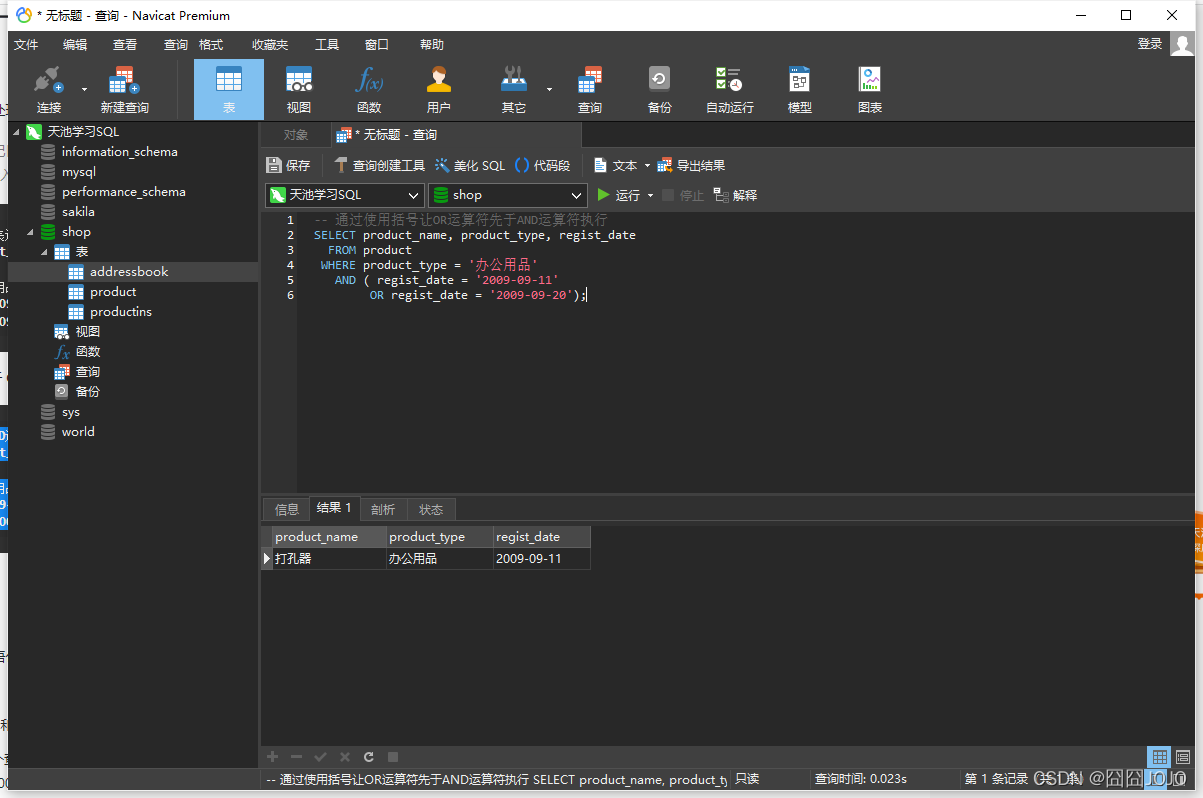 * 无标题 - 查询 - Navicat Premium
文件 编辑 查看 查询 格式 收藏夹 工具 窗口 帮助 登录
连接 新建查询 表 视图 函数 用户 其它 查询 备份 自动运行 模型 图表
天池学习SQL
information_schema
mysql
performance_schema
sakila
shop
表
addressbook
product
productins
视图
函数
查询
备份
sys
world
对象 * 无标题 - 查询
保存 查询创建工具 美化 SQL 代码段 文本 导出结果
天池学习SQL shop 运行 停止 解释
1 -- 通过使用括号让OR运算符先于AND运算符执行
2 SELECT product_name, product_type, regist_date
3 FROM product
4 WHERE product_type = '办公用品'
5 AND ( regist_date = '2009-09-11'
6 OR regist_date = '2009-09-20');
信息 结果 1 剖析 状态
product_name product_type regist_date
打孔器 办公用品 2009-09-11
-- 通过使用括号让OR运算符先于AND运算符执行 SELECT product_name, product_ty 只读 查询时间: 0.023s 第 1 条记录
CSDN @囧囧JOJO